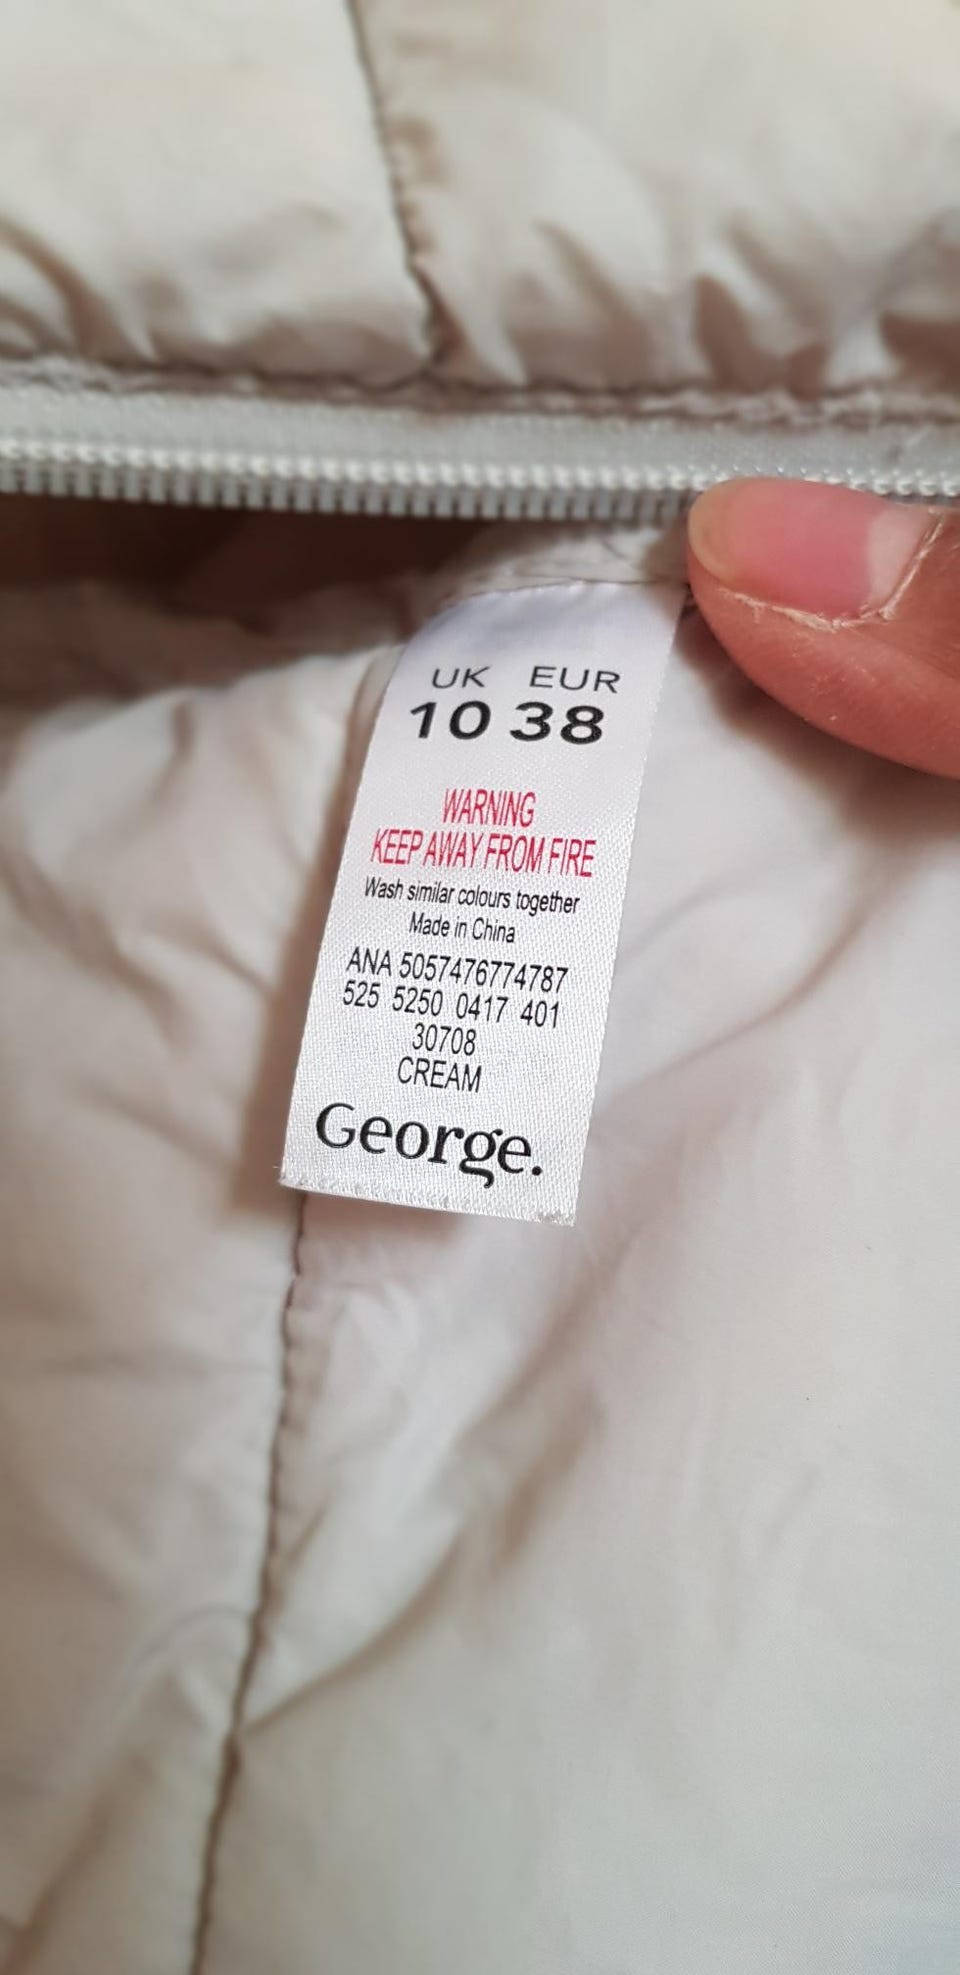 UK EUR
10 38
WARNING
KEEP AWAY FROM FIRE
Wash similar colours together
Made in China
ANA 5057476774787
525 5250 0417 401
30708
CREAM
George.